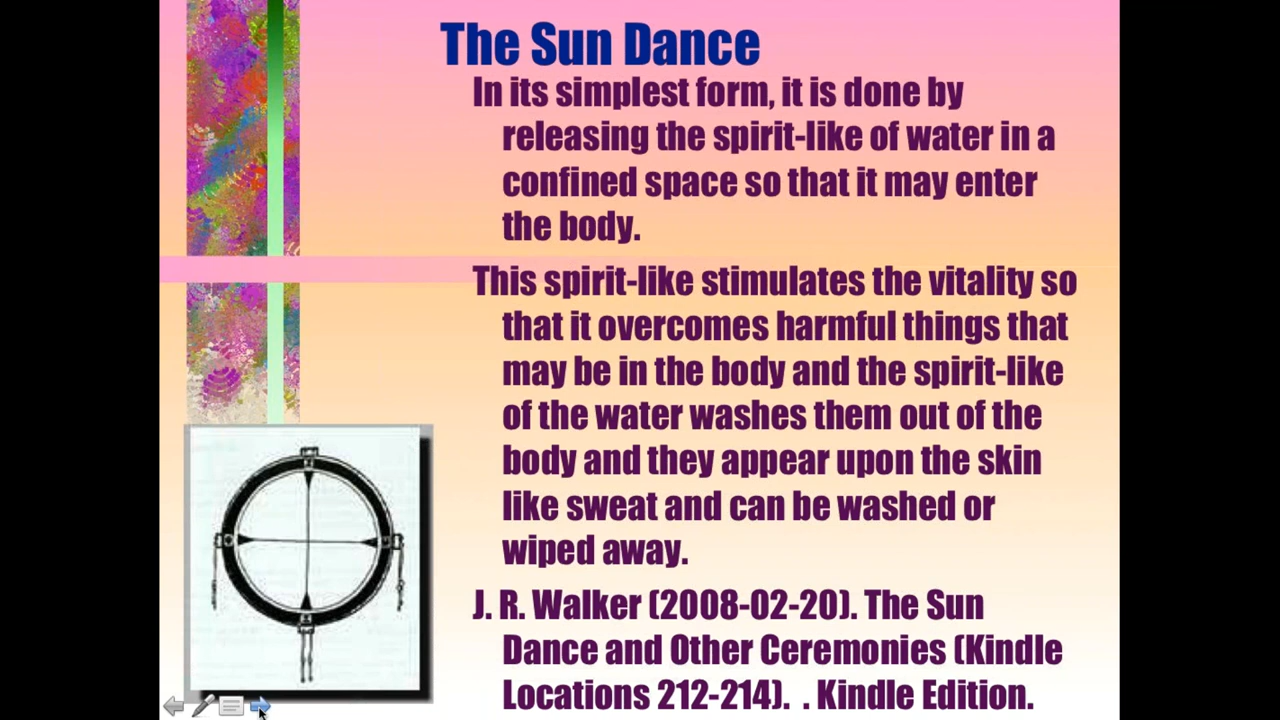 The Sun Dance
In its simplest form, it is done by
releasing the spirit-like of water in a
confined space so that it may enter
the body.
This spirit-like stimulates the vitality so
that it overcomes harmful things that
may be in the body and the spirit-like
of the water washes them out of the
body and they appear upon the skin
like sweat and can be washed or
wiped away.
J. R. Walker (2008-02-20). The Sun
Dance and Other Ceremonies (Kindle
Locations 212-214).  . Kindle Edition.